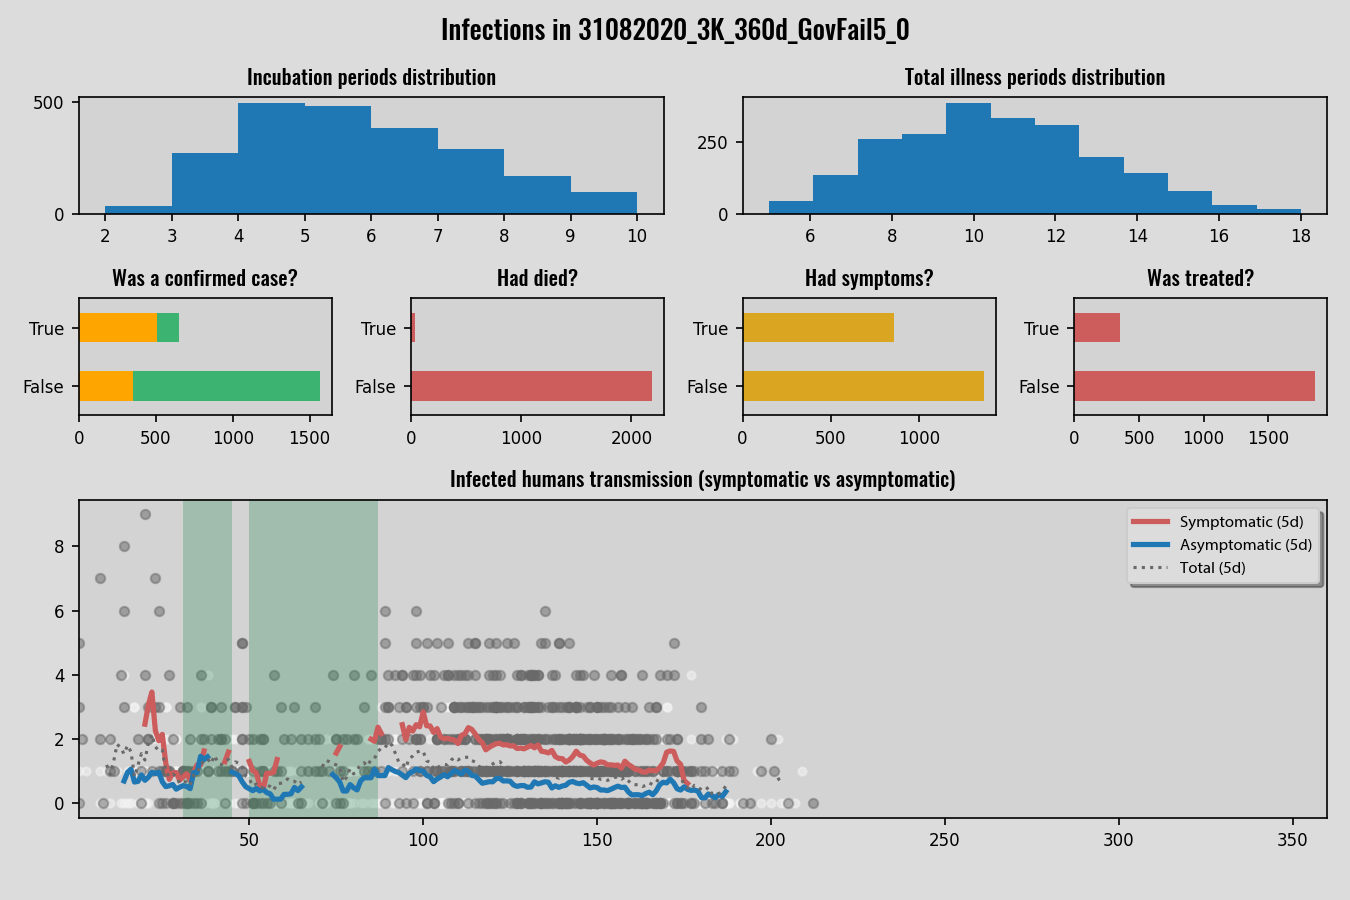 Infections in 31082020_3K_360d_GovFail5_0
Incubation periods distribution
Total illness periods distribution
500
0
2 3 4 5 6 7 8 9 10
250
0
6 8 10 12 14 16 18
Was a confirmed case?
Had died?
Had symptoms?
Was treated?
True
False
0 500 1000 1500
True
False
0 1000 2000
True
False
0 500 1000
True
False
0 500 1000 1500
Infected humans transmission (symptomatic vs asymptomatic)
8
6
4
2
0
Symptomatic (5d)
Asymptomatic (5d)
Total (5d)
50 100 150 200 250 300 350